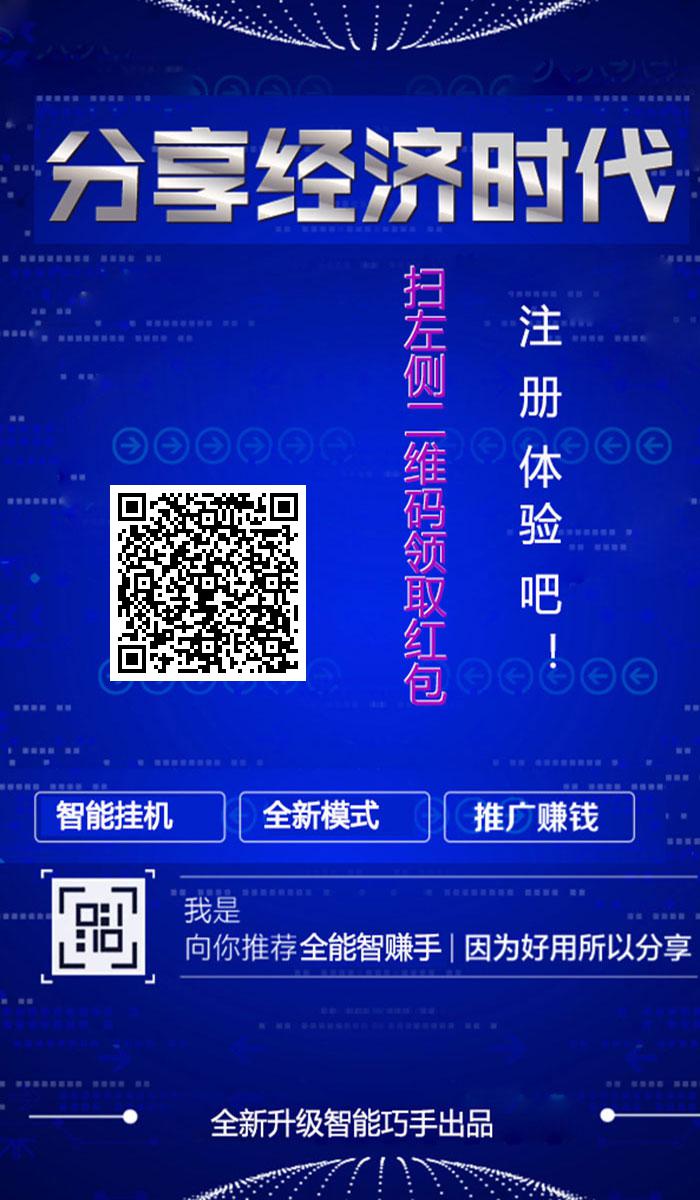 分享经济时代
扫左侧二维码领取红包
注册体验吧！
智能挂机
全新模式
推广赚钱
我是
向你推荐全能智赚手|因为好用所以分享
全新升级智能巧手出品